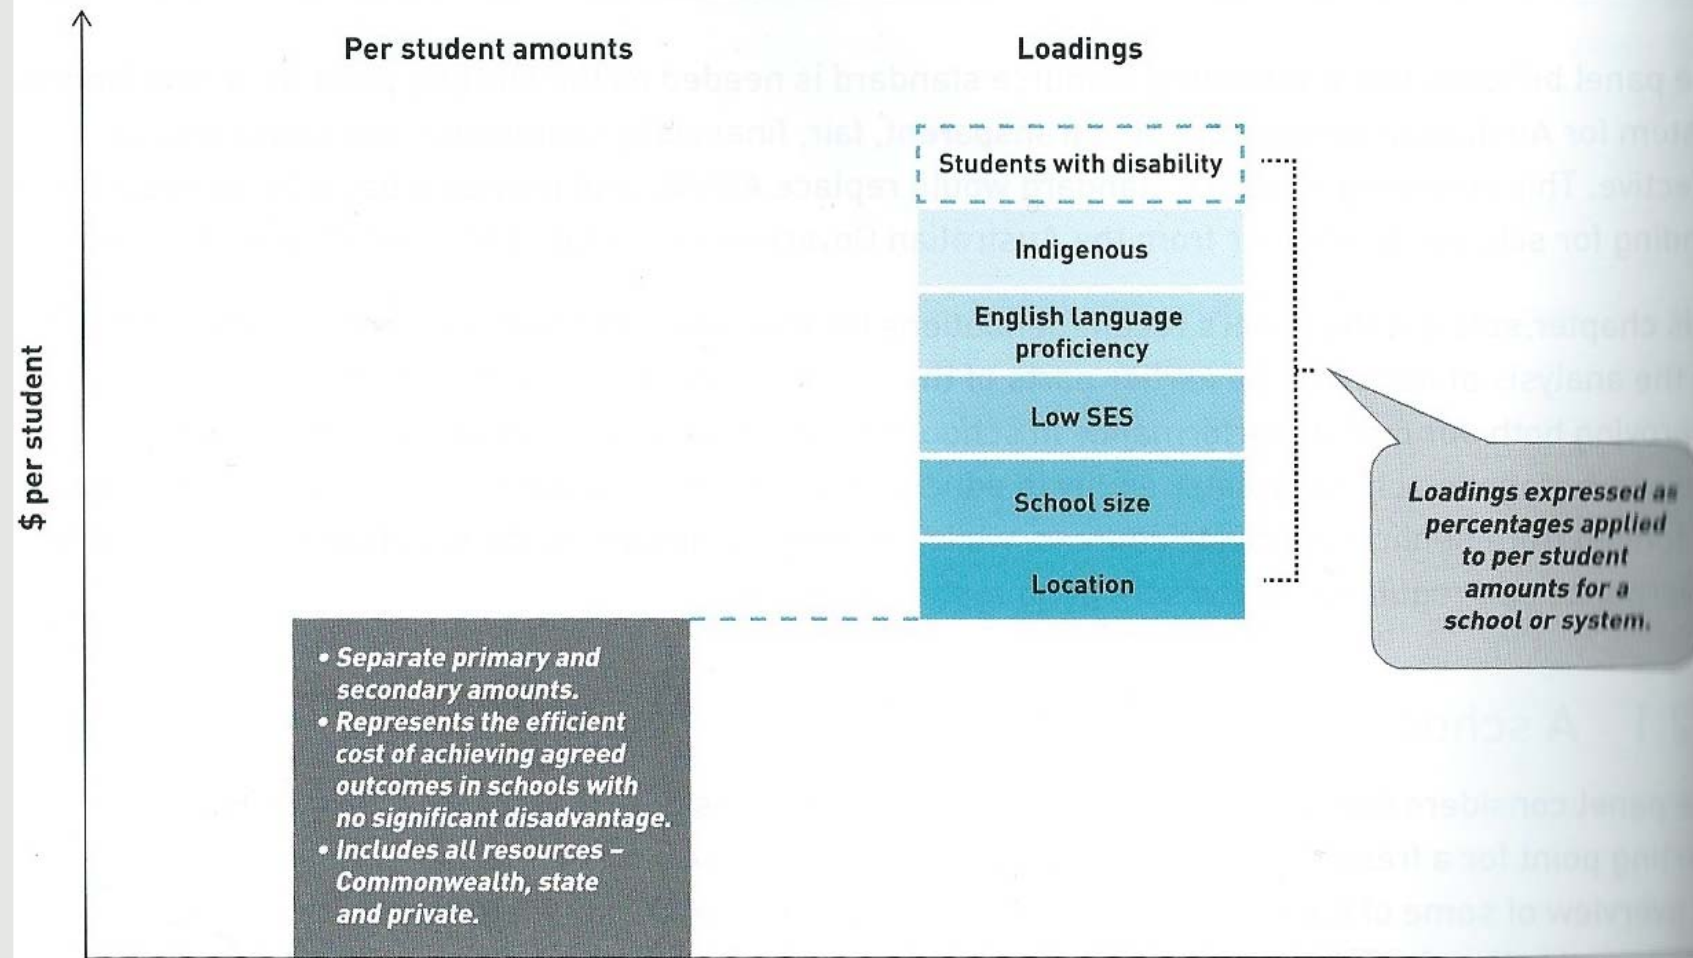 Per student amounts
Loadings
$ per student
Students with disability
Indigenous
English language
proficiency
Low SES
School size
Location
• Separate primary and
secondary amounts.
• Represents the efficient
cost of achieving agreed
outcomes in schools with
no significant disadvantage.
• Includes all resources –
Commonwealth, state
and private.
Loadings expressed as
percentages applied
to per student
amounts for a
school or system.